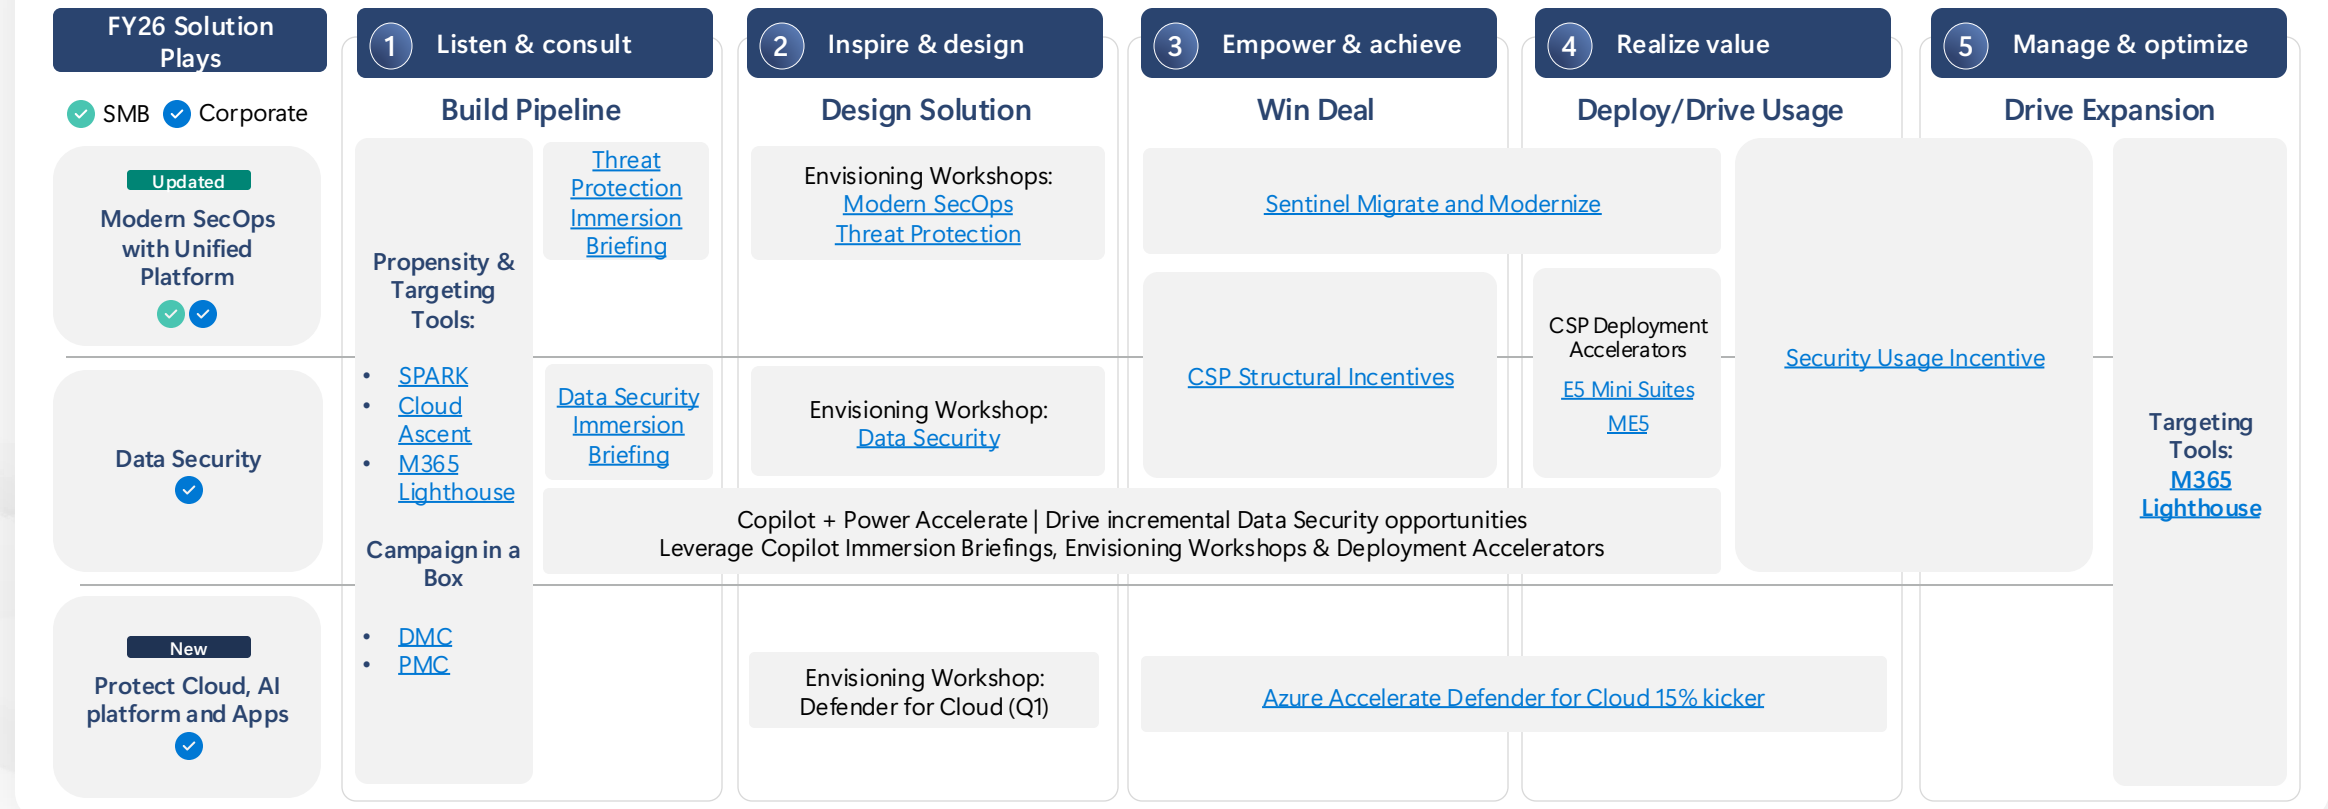 FY26 Solution
Plays
1 Listen & consult
2 Inspire & design
3 Empower & achieve
4 Realize value
5 Manage & optimize
SMB
Corporate
Build Pipeline
Design Solution
Win Deal
Deploy/Drive Usage
Drive Expansion
Updated
Modern SecOps
with Unified
Platform
Data Security
New
Protect Cloud, AI
platform and Apps
Propensity &
Targeting
Tools:
• SPARK
• Cloud
Ascent
• M365
Lighthouse
Campaign in a
Box
• DMC
• PMC
Threat
Protection
Immersion
Briefing
Data Security
Immersion
Briefing
Envisioning Workshops:
Modern SecOps
Threat Protection
Envisioning Workshop:
Data Security
Copilot + Power Accelerate | Drive incremental Data Security opportunities
Leverage Copilot Immersion Briefings, Envisioning Workshops & Deployment Accelerators
Envisioning Workshop:
Defender for Cloud (Q1)
Sentinel Migrate and Modernize
CSP Structural Incentives
CSP Deployment
Accelerators
E5 Mini Suites
ME5
Security Usage Incentive
Azure Accelerate Defender for Cloud 15% kicker
Targeting
Tools:
M365
Lighthouse